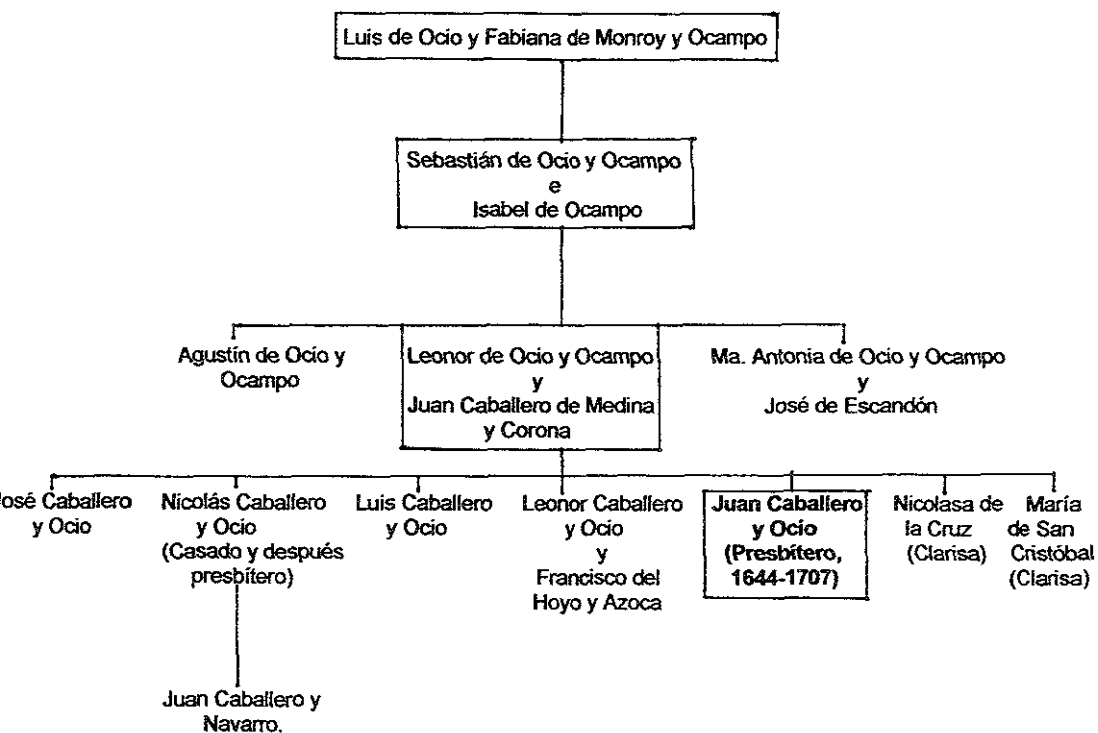 Luis de Ocio y Fabiana de Monroy y Ocampo
Sebastián de Ocio y Ocampo
e
Isabel de Ocampo
Agustín de Ocio y
Ocampo
Leonor de Ocio y Ocampo
y
Juan Caballero de Medina
y Corona
Ma. Antonia de Ocio y Ocampo
y
José de Escandón
José Caballero
y Ocio
Nicolás Caballero
y Ocio
(Casado y después
presbítero)
Luis Caballero
y Ocio
Leonor Caballero
y Ocio
y
Francisco del
Hoyo y Azoca
Juan Caballero
y Ocio
(Presbítero,
1644-1707)
Nicolasa de
la Cruz
(Clarisa)
María
de San
Cristóbal
(Clarisa)
Juan Caballero y
Navarro.